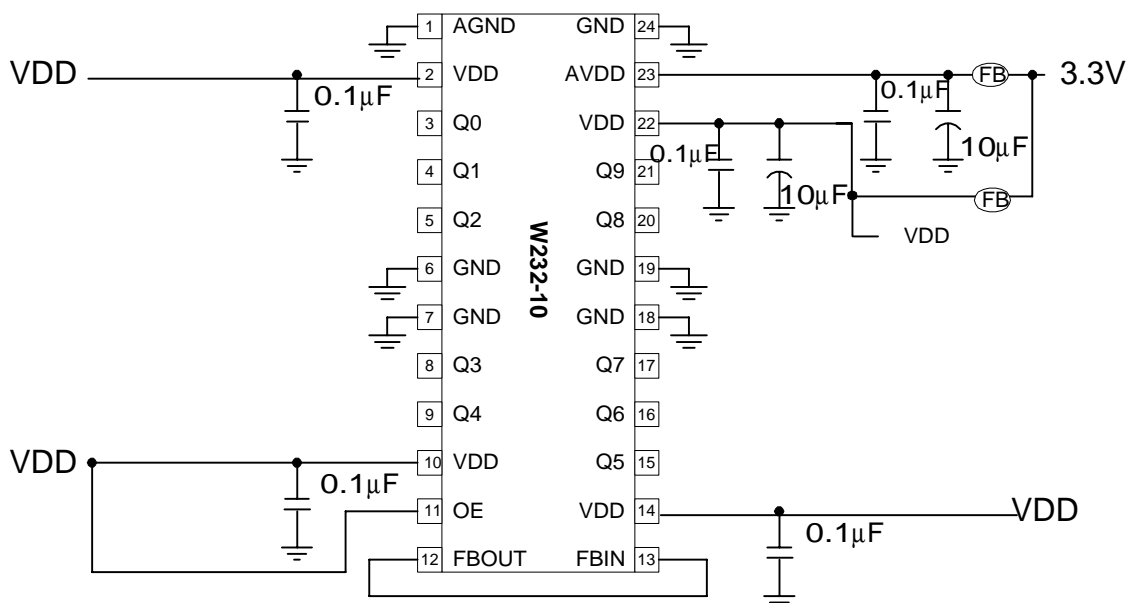 1 AGND GND 24
VDD 2 VDD AVDD 23 FB 3.3V
0.1μF 0.1μF
3 Q0 VDD 22 10μF
0.1μF
4 Q1 Q9 21
10μF FB
5 Q2 Q8 20
VDD
W232-10
6 GND GND 19
7 GND GND 18
8 Q3 Q7 17
9 Q4 Q6 16
VDD 10 VDD Q5 15
0.1μF
11 OE VDD 14 VDD
0.1μF
12 FBOUT FBIN 13